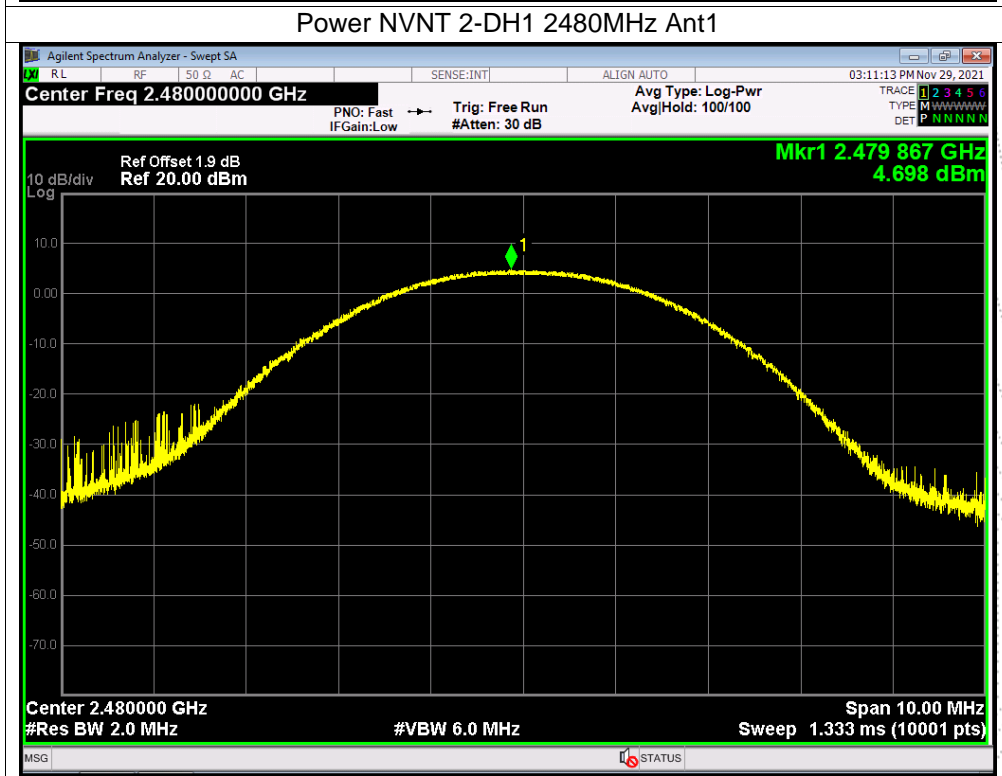 Power NVNT 2-DH1 2480MHz Ant1
Agilent Spectrum Analyzer - Swept SA
LXI RL RF 50 Ω AC SENSE:INT ALIGN AUTO 03:11:13 PM Nov 29, 2021
Center Freq 2.480000000 GHz
PNO: Fast
IFGain:Low
Trig: Free Run
#Atten: 30 dB
Avg Type: Log-Pwr
Avg|Hold: 100/100
TRACE 1 2 3 4 5 6
TYPE M WWWWW
DET P N N N N N
Mkr1 2.479 867 GHz
4.698 dBm
Ref Offset 1.9 dB
10 dB/div Ref 20.00 dBm
Log
1
10.0
0.00
-10.0
-20.0
-30.0
-40.0
-50.0
-60.0
-70.0
Center 2.480000 GHz Span 10.00 MHz
#Res BW 2.0 MHz #VBW 6.0 MHz Sweep 1.333 ms (10001 pts)
MSG STATUS